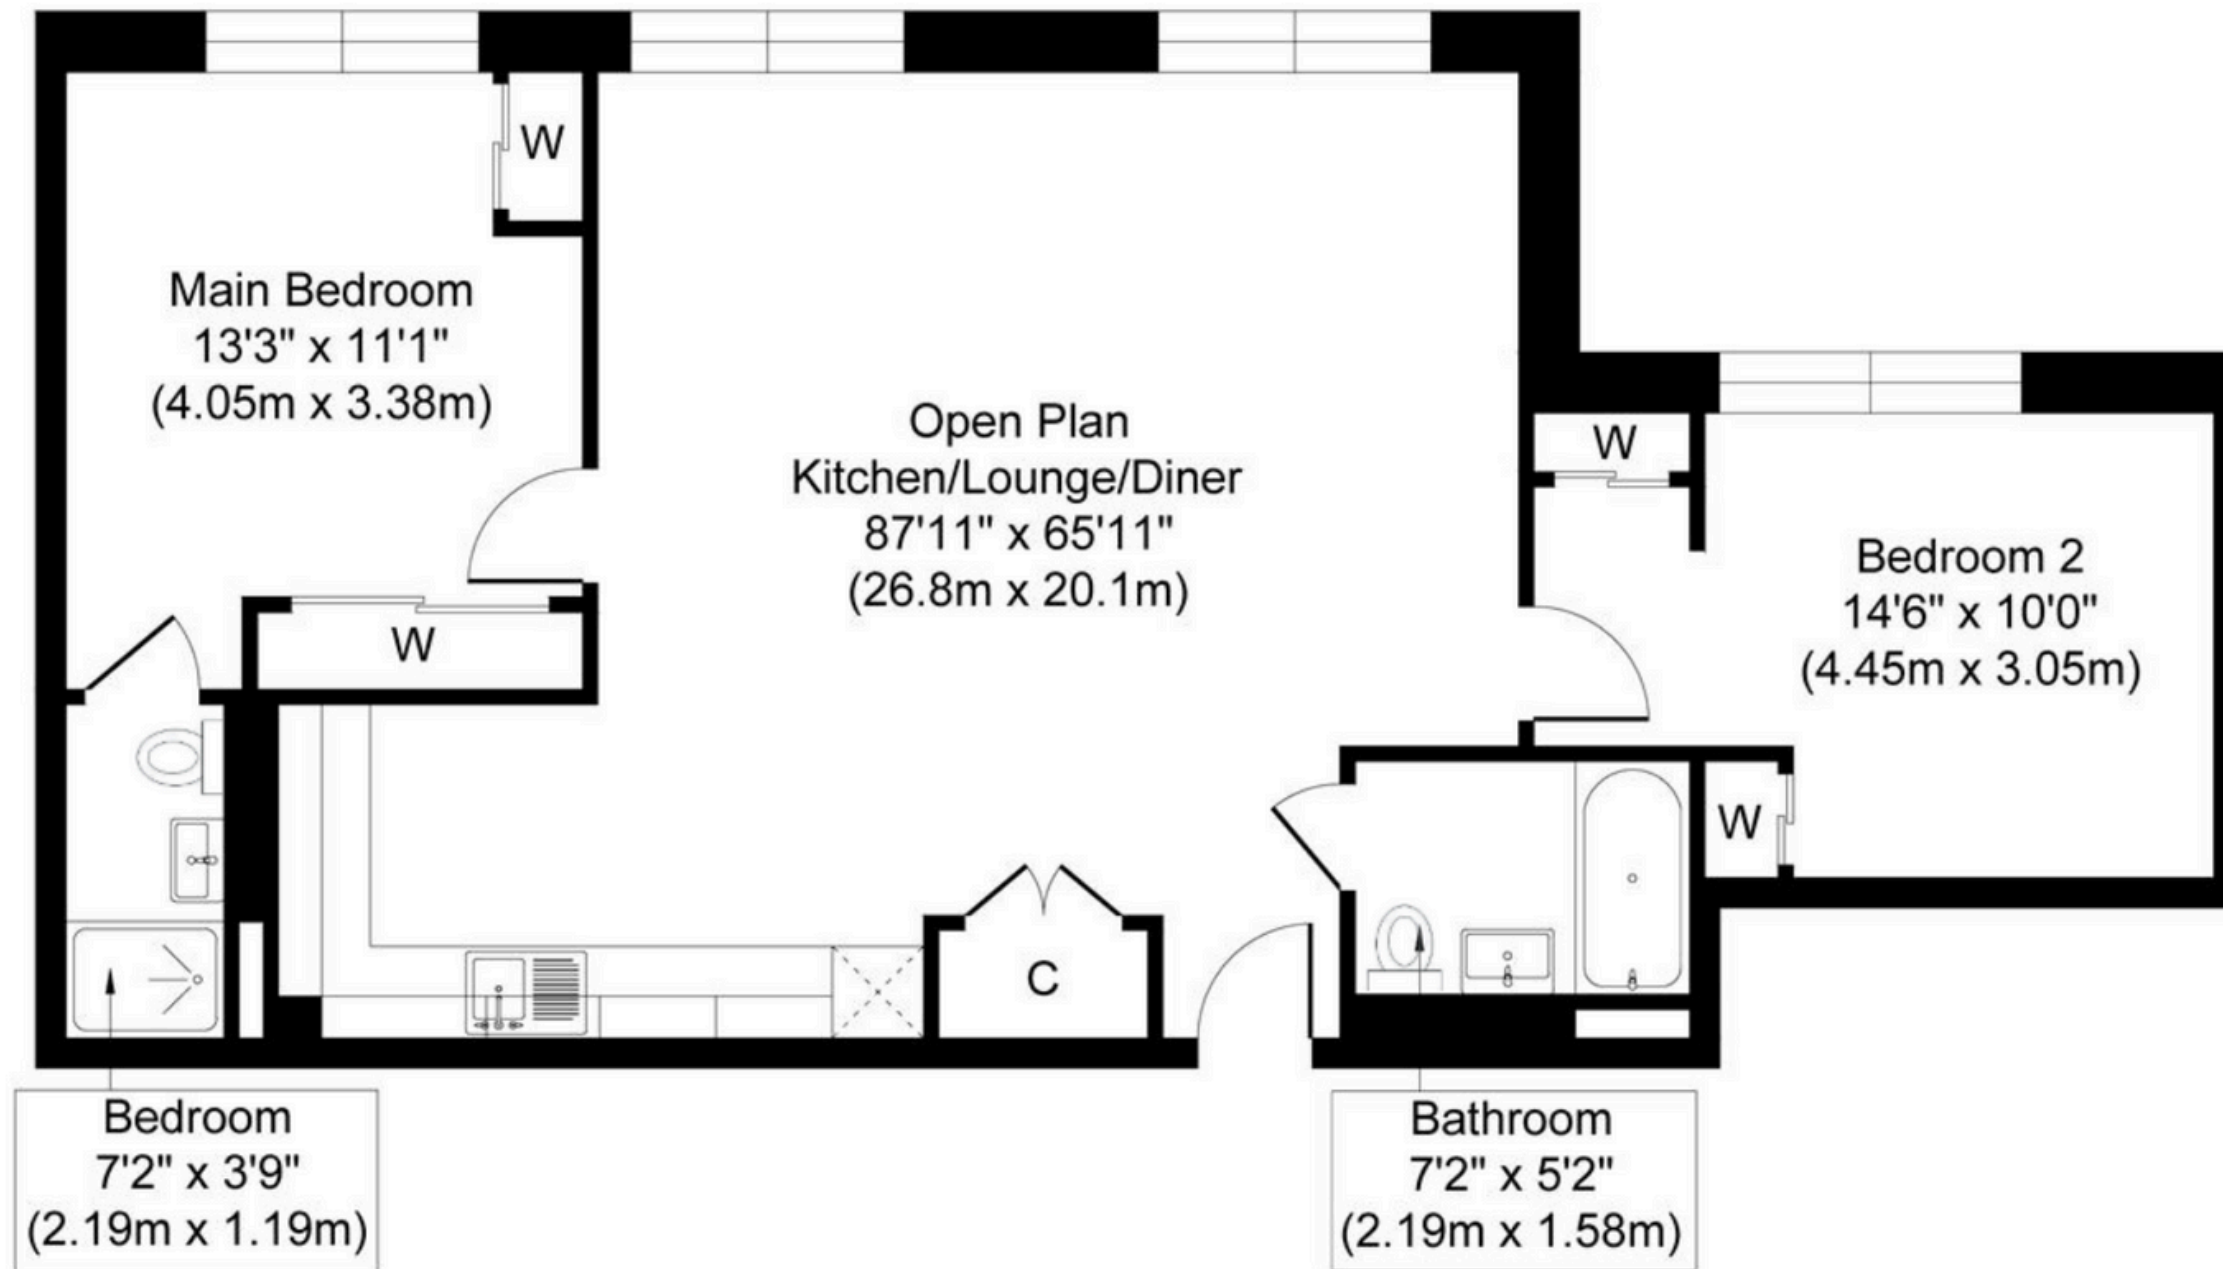 W
Main Bedroom
13'3" x 11'1"
(4.05m x 3.38m)
W
Open Plan
Kitchen/Lounge/Diner
87'11" x 65'11"
(26.8m x 20.1m)
W
Bedroom 2
14'6" x 10'0"
(4.45m x 3.05m)
W
C
Bedroom
7'2" x 3'9"
(2.19m x 1.19m)
Bathroom
7'2" x 5'2"
(2.19m x 1.58m)